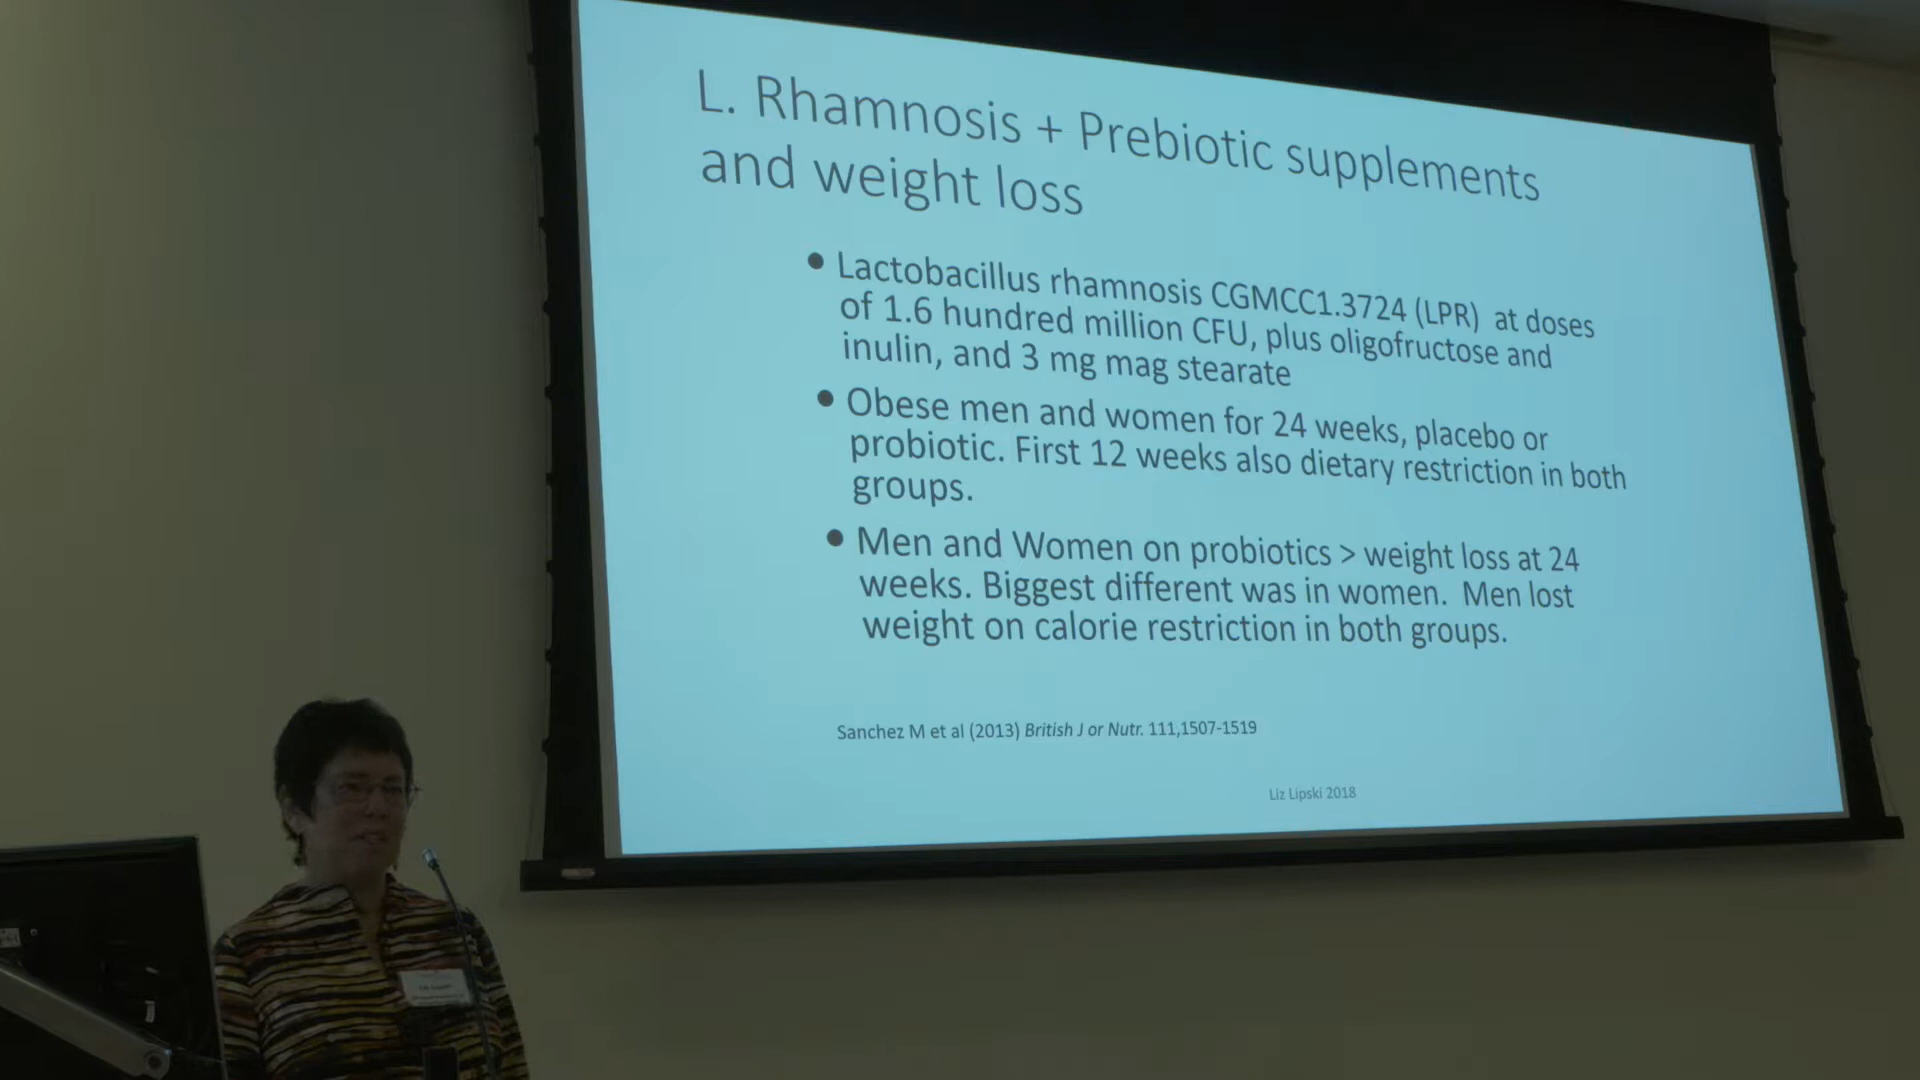 L. Rhamnosis + Prebiotic supplements
and weight loss
• Lactobacillus rhamnosis CGMCC1.3724 (LPR) at doses
of 1.6 hundred million CFU, plus oligofructose and
inulin, and 3 mg mag stearate
• Obese men and women for 24 weeks, placebo or
probiotic. First 12 weeks also dietary restriction in both
groups.
• Men and Women on probiotics > weight loss at 24
weeks. Biggest different was in women. Men lost
weight on calorie restriction in both groups.
Sanchez M et al (2013) British J or Nutr. 111,1507-1519
Liz Lipski 2018